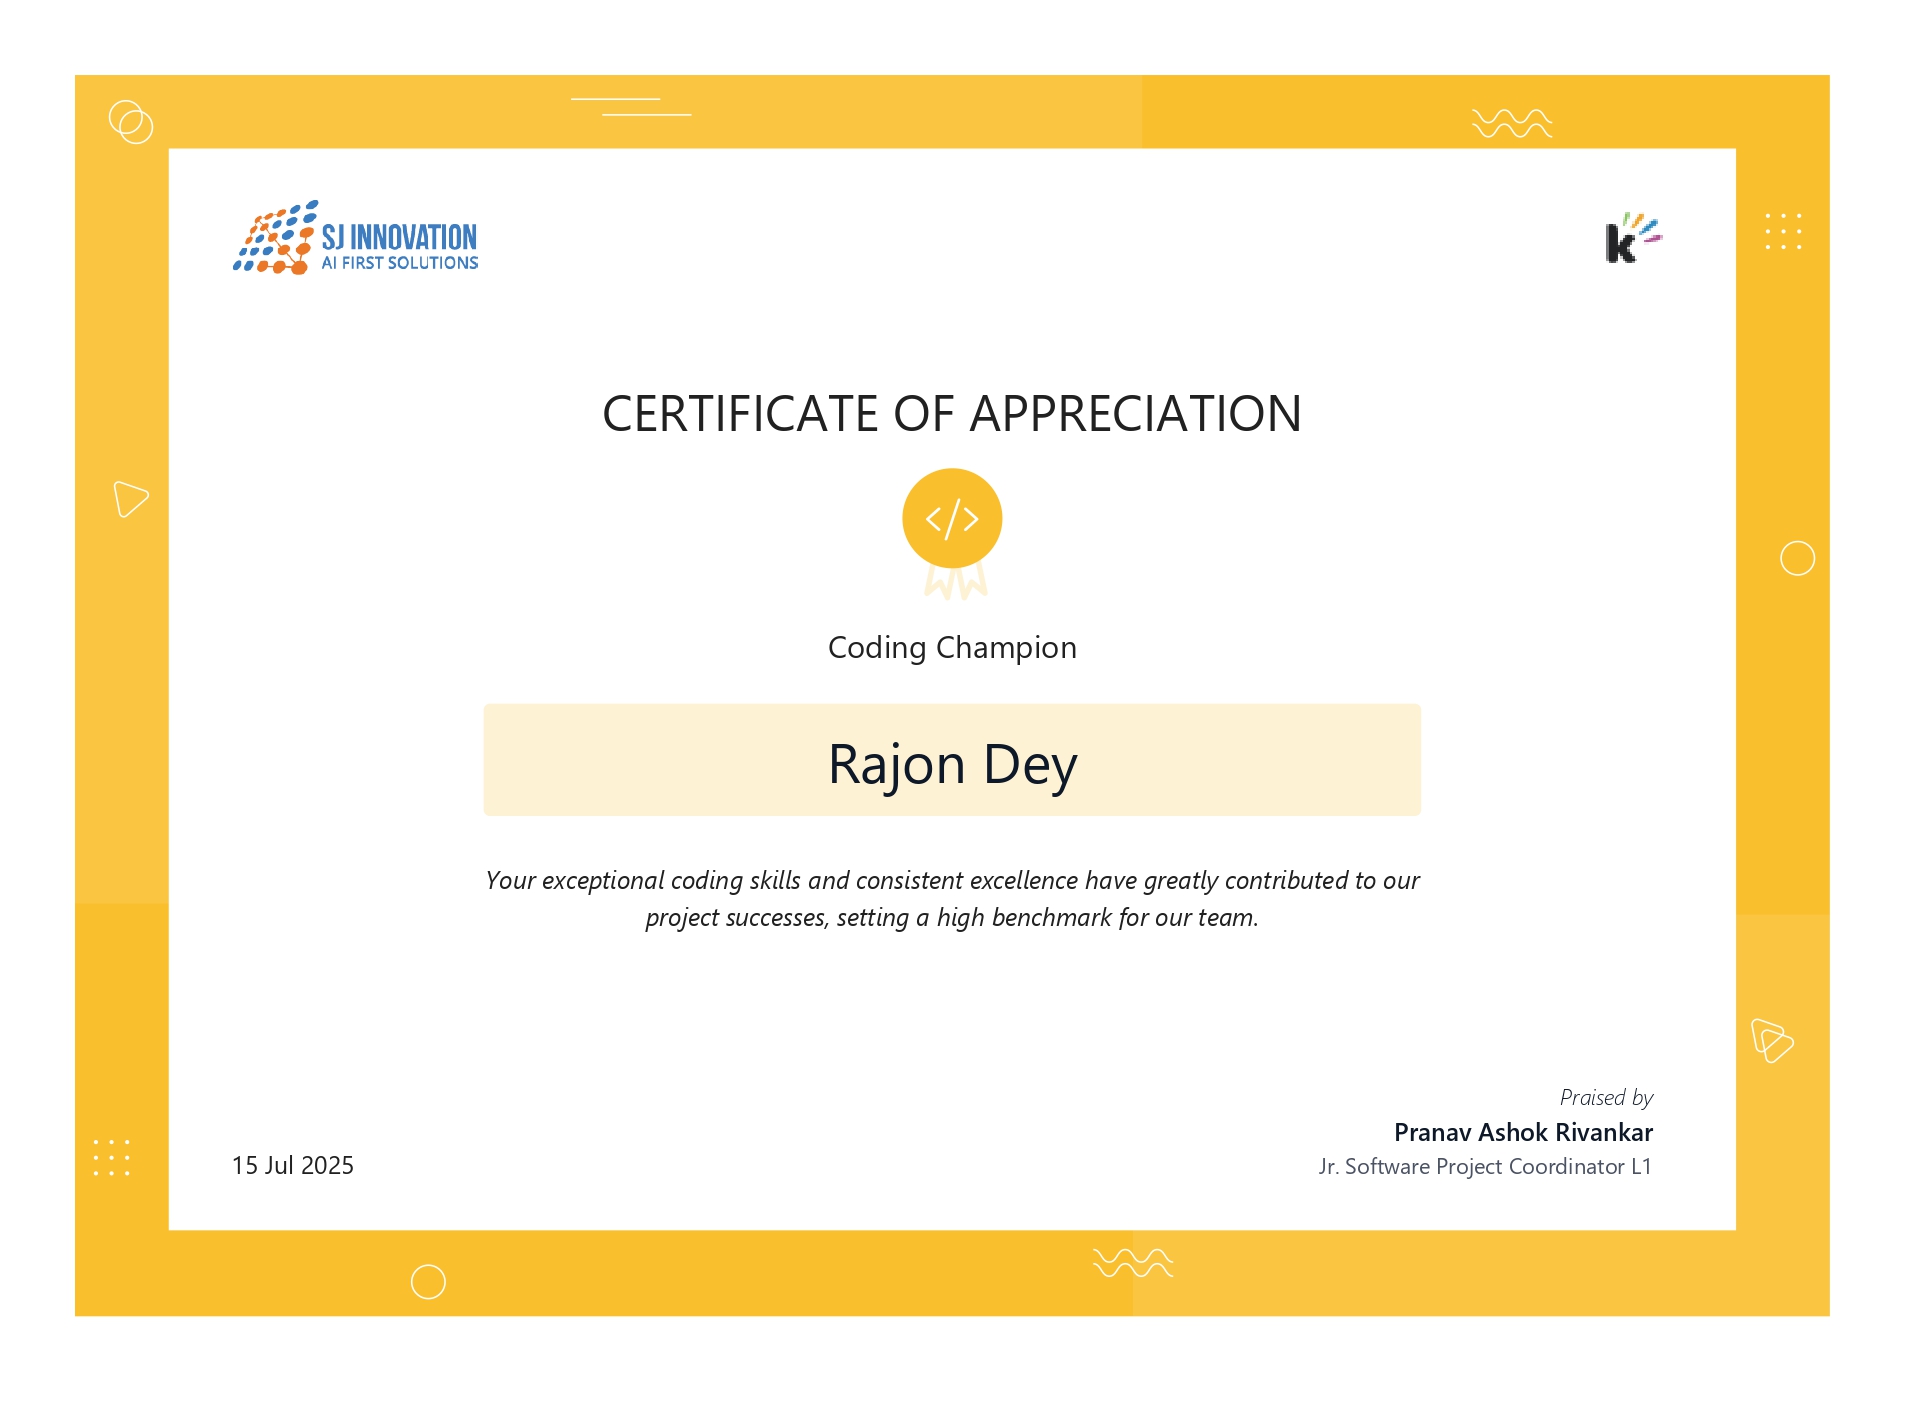 SJ INNOVATION
AI FIRST SOLUTIONS
k
CERTIFICATE OF APPRECIATION
</>
Coding Champion
Rajon Dey
Your exceptional coding skills and consistent excellence have greatly contributed to our
project successes, setting a high benchmark for our team.
Praised by
Pranav Ashok Rivankar
15 Jul 2025
Jr. Software Project Coordinator L1